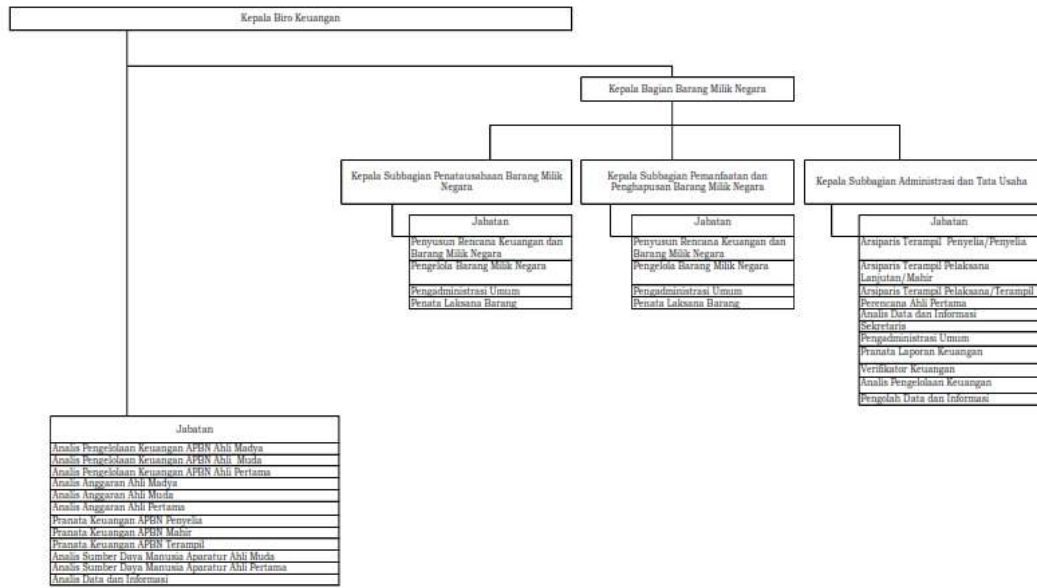 Kepala Biro Keuangan
Kepala Bagian Barang Milik Negara
Kepala Subbagian Penatausahaan Barang Milik
Negara
Jabatan
Penyusun Rencana Keuangan dan
Barang Milik Negara
Pengelola Barang Milik Negara
Pengadministrasi Umum
Penata Laksana Barang
Kepala Subbagian Pemanfaatan dan
Penghapusan Barang Milik Negara
Jabatan
Penyusun Rencana Keuangan dan
Barang Milik Negara
Pengelola Barang Milik Negara
Pengadministrasi Umum
Penata Laksana Barang
Kepala Subbagian Administrasi dan Tata Usaha
Jabatan
Arsiparis Terampil Penyelia/Penyelia
Arsiparis Terampil Pelaksana
Lanjutan/Mahir
Arsiparis Terampil Pelaksana/Terampil
Perencana Ahli Pertama
Analis Data dan Informasi
Sekretaris
Pengadministrasi Umum
Pranata Laporan Keuangan
Verifikator Keuangan
Analis Pengelolaan Keuangan
Pengolah Data dan Informasi
Jabatan
Analis Pengelolaan Keuangan APBN Ahli Madya
Analis Pengelolaan Keuangan APBN Ahli Muda
Analis Pengelolaan Keuangan APBN Ahli Pertama
Analis Anggaran Ahli Madya
Analis Anggaran Ahli Muda
Analis Anggaran Ahli Pertama
Pranata Keuangan APBN Penyelia
Pranata Keuangan APBN Mahir
Pranata Keuangan APBN Terampil
Analis Sumber Daya Manusia Aparatur Ahli Muda
Analis Sumber Daya Manusia Aparatur Ahli Pertama
Analis Data dan Informasi